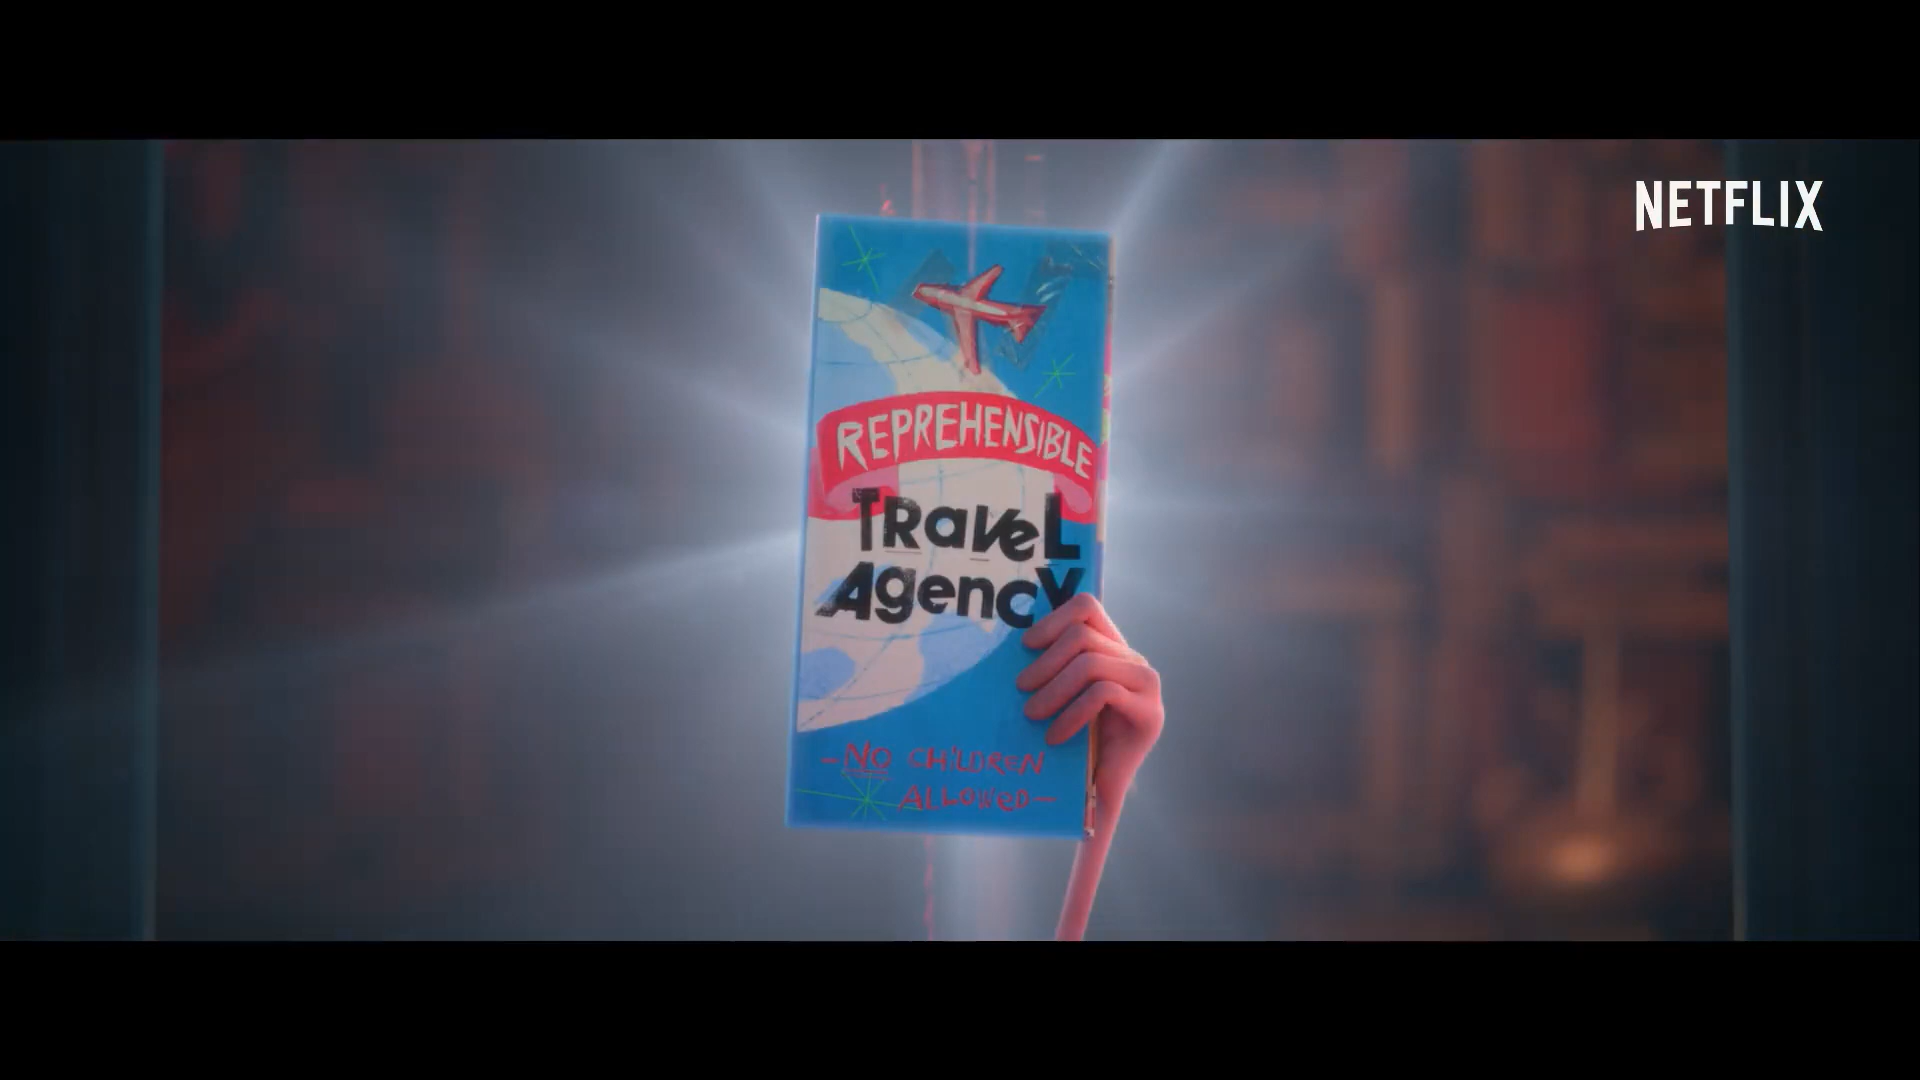 NETFLIX
REPREHENSIBLE
TRaveL
Agency
-NO CHILDREN
ALLOWeD-